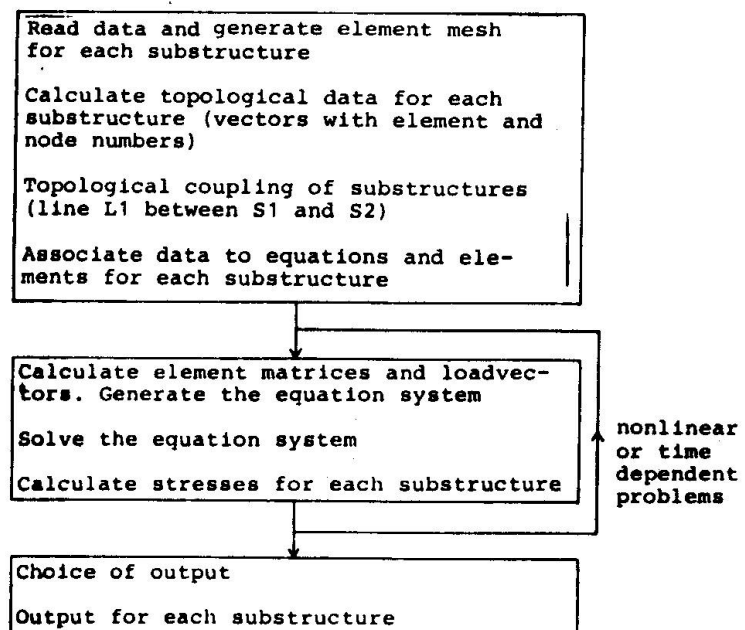 Read data and generate element mesh
for each substructure
Calculate topological data for each
substructure (vectors with element and
node numbers)
Topological coupling of substructures
(line L1 between S1 and S2)
Associate data to equations and ele-
ments for each substructure
Calculate element matrices and loadvec-
tors. Generate the equation system
Solve the equation system
Calculate stresses for each substructure
nonlinear
or time
dependent
problems
Choice of output
Output for each substructure